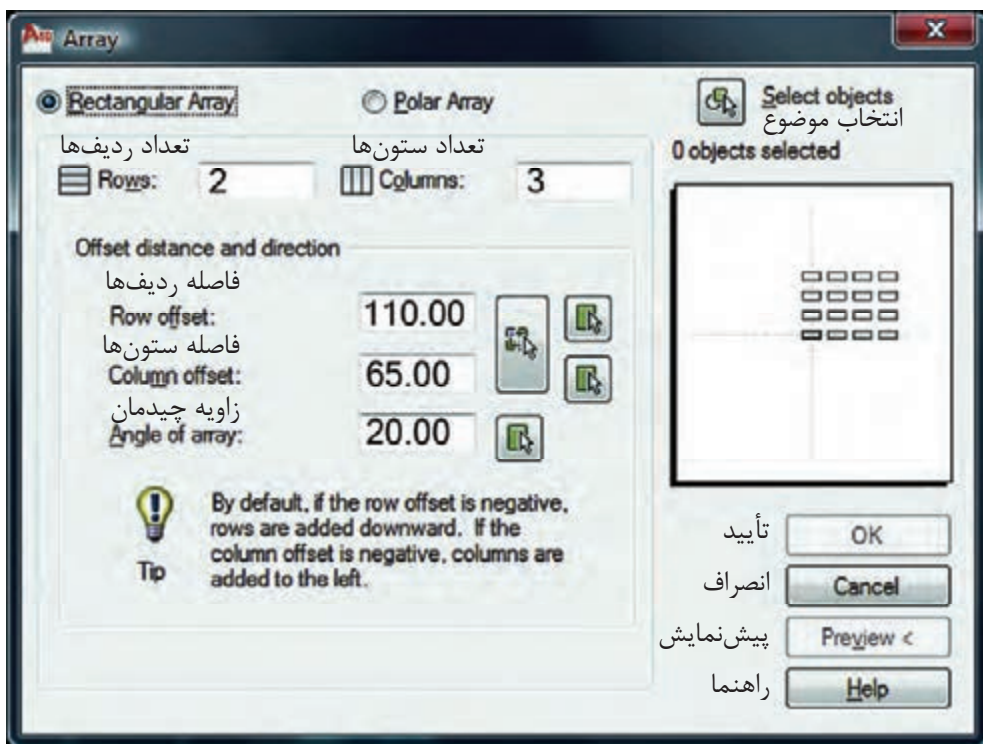 Array
Rectangular Array
Polar Array
Select objects
انتخاب موضوع
0 objects selected
تعداد ردیف‌ها
تعداد ستون‌ها
Rows: 2
Columns: 3
Offset distance and direction
فاصله ردیف‌ها
Row offset: 110.00
فاصله ستون‌ها
Column offset: 65.00
زاویه چیدمان
Angle of array: 20.00
By default, if the row offset is negative,
rows are added downward. If the
column offset is negative, columns are
added to the left.
Tip
تأیید OK
انصراف Cancel
پیش‌نمایش Preview <
راهنما Help